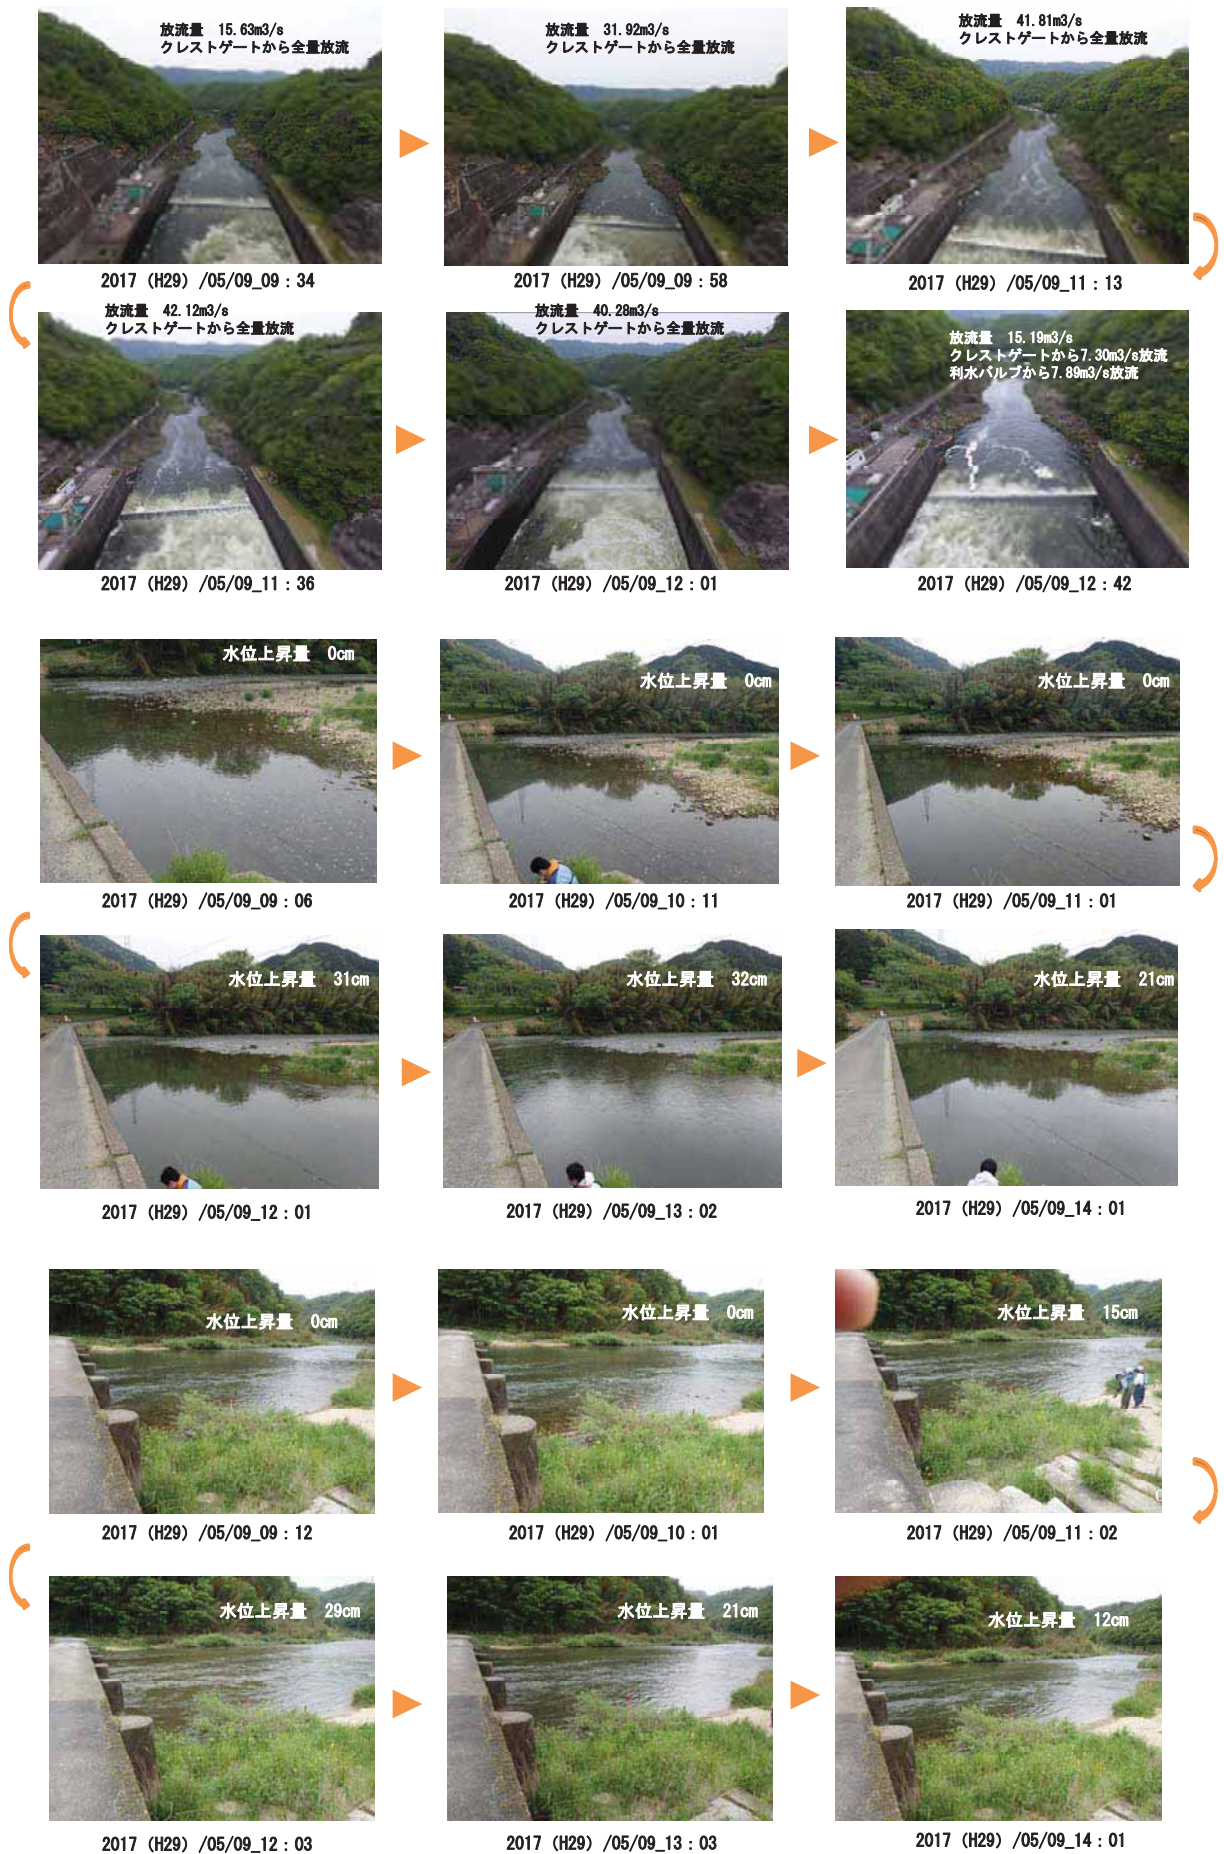 放流量 15.63m3/s
クレストゲートから全量放流
2017 (H29) /05/09_09:34
放流量 31.92m3/s
クレストゲートから全量放流
2017 (H29) /05/09_09:58
放流量 41.81m3/s
クレストゲートから全量放流
2017 (H29) /05/09_11:13
放流量 42.12m3/s
クレストゲートから全量放流
2017 (H29) /05/09_11:36
放流量 40.28m3/s
クレストゲートから全量放流
2017 (H29) /05/09_12:01
放流量 15.19m3/s
クレストゲートから7.30m3/s放流
利水バルブから7.89m3/s放流
2017 (H29) /05/09_12:42
水位上昇量 0cm
2017 (H29) /05/09_09:06
水位上昇量 0cm
2017 (H29) /05/09_10:11
水位上昇量 0cm
2017 (H29) /05/09_11:01
水位上昇量 31cm
2017 (H29) /05/09_12:01
水位上昇量 32cm
2017 (H29) /05/09_13:02
水位上昇量 21cm
2017 (H29) /05/09_14:01
水位上昇量 0cm
2017 (H29) /05/09_09:12
水位上昇量 0cm
2017 (H29) /05/09_10:01
水位上昇量 15cm
2017 (H29) /05/09_11:02
水位上昇量 29cm
2017 (H29) /05/09_12:03
水位上昇量 21cm
2017 (H29) /05/09_13:03
水位上昇量 12cm
2017 (H29) /05/09_14:01